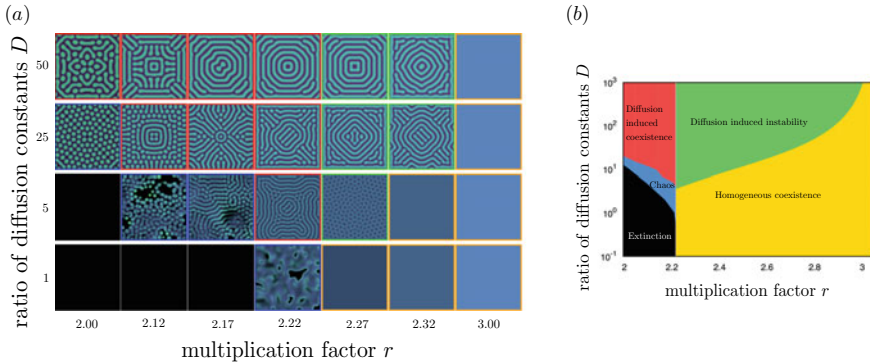 (a)
ratio of diffusion constants D
50
25
5
1
2.00 2.12 2.17 2.22 2.27 2.32 3.00
multiplication factor r
(b)
ratio of diffusion constants D
10³
10²
10¹
10⁰
10⁻¹
Diffusion
induced
coexistence
Diffusion induced instability
Chaos
Homogeneous coexistence
Extinction
2 2.2 2.4 2.6 2.8 3
multiplication factor r